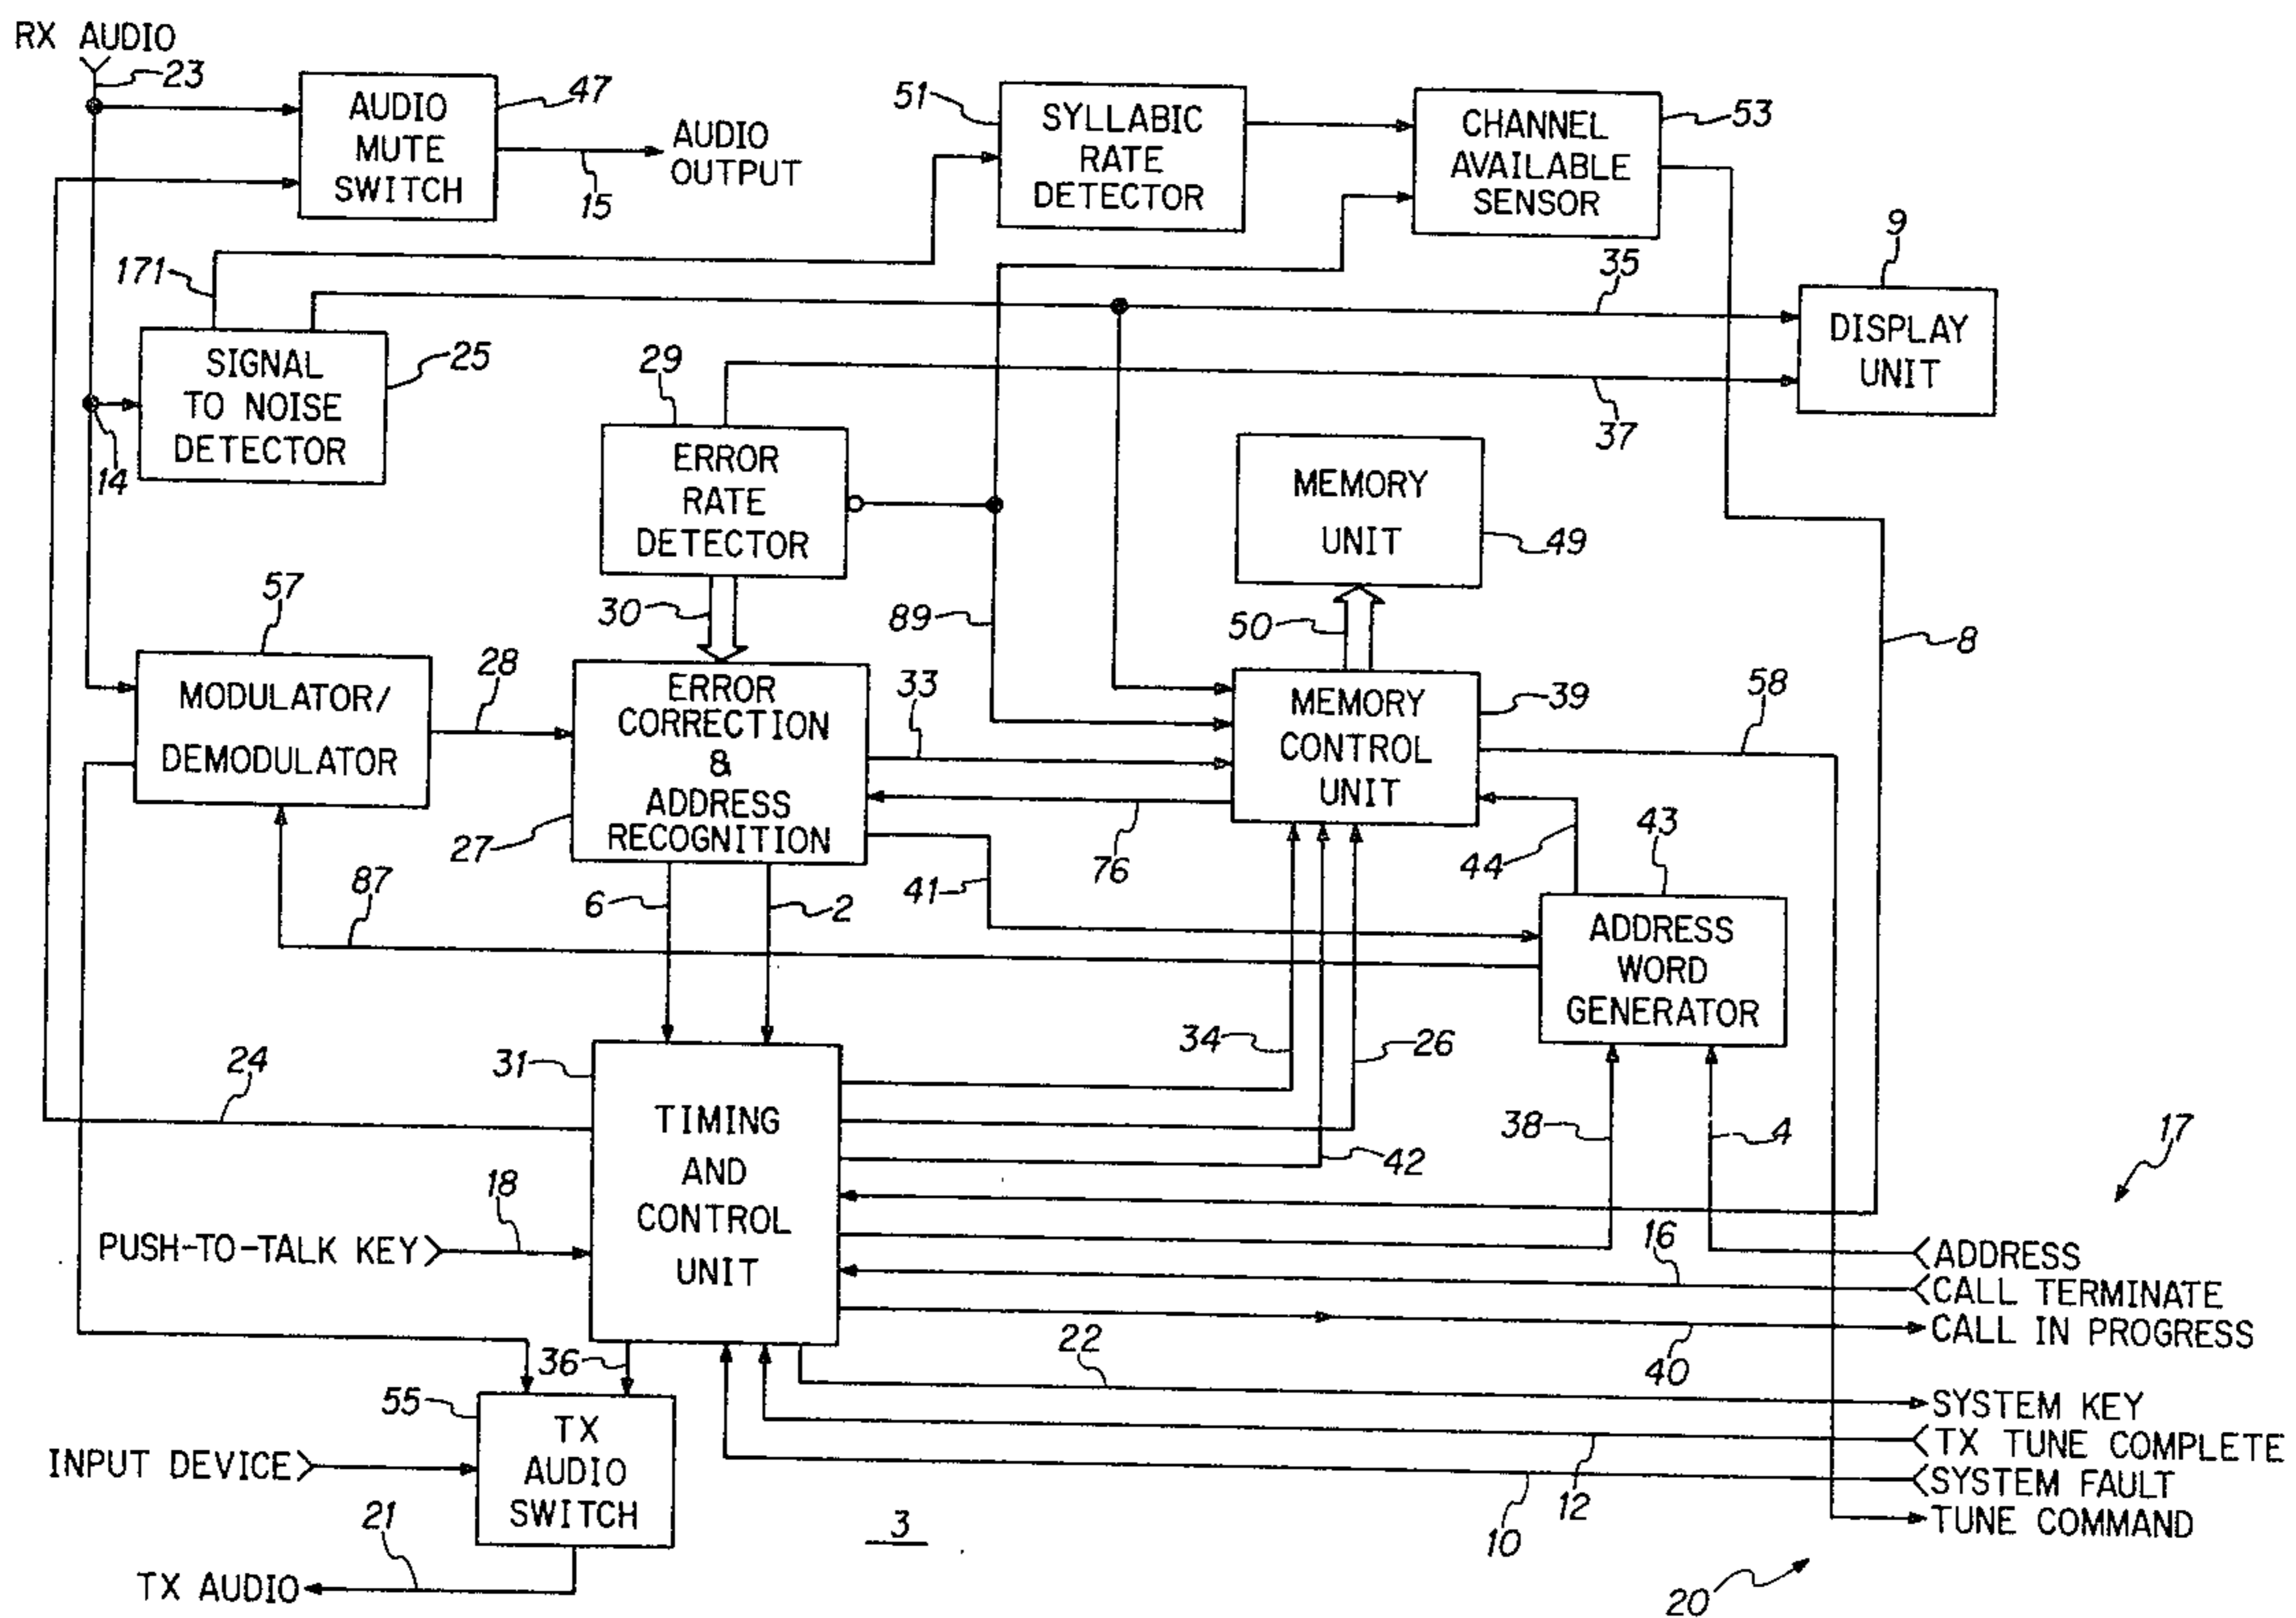 RX AUDIO
23
AUDIO
MUTE
SWITCH
47
AUDIO
OUTPUT
15
51
SYLLABIC
RATE
DETECTOR
CHANNEL
AVAILABLE
SENSOR
53
9
35
DISPLAY
UNIT
171
SIGNAL
TO NOISE
DETECTOR
25
14
29
ERROR
RATE
DETECTOR
37
MEMORY
UNIT
49
30
89
50
8
57
MODULATOR/
DEMODULATOR
28
ERROR
CORRECTION
&
ADDRESS
RECOGNITION
27
33
MEMORY
CONTROL
UNIT
39
58
76
44
43
41
87
6
2
ADDRESS
WORD
GENERATOR
34
26
42
38
4
17
24
31
TIMING
AND
CONTROL
UNIT
18
PUSH-TO-TALK KEY
16
ADDRESS
CALL TERMINATE
CALL IN PROGRESS
40
22
36
55
TX
AUDIO
SWITCH
INPUT DEVICE
SYSTEM KEY
TX TUNE COMPLETE
SYSTEM FAULT
TUNE COMMAND
12
10
21
TX AUDIO
3
20